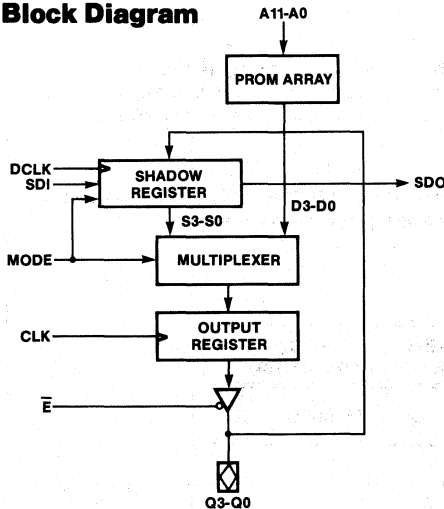 Block Diagram
A11-A0
PROM ARRAY
DCLK
SDI
SHADOW
REGISTER
SDO
D3-D0
S3-S0
MODE
MULTIPLEXER
CLK
OUTPUT
REGISTER
E̅
Q3-Q0